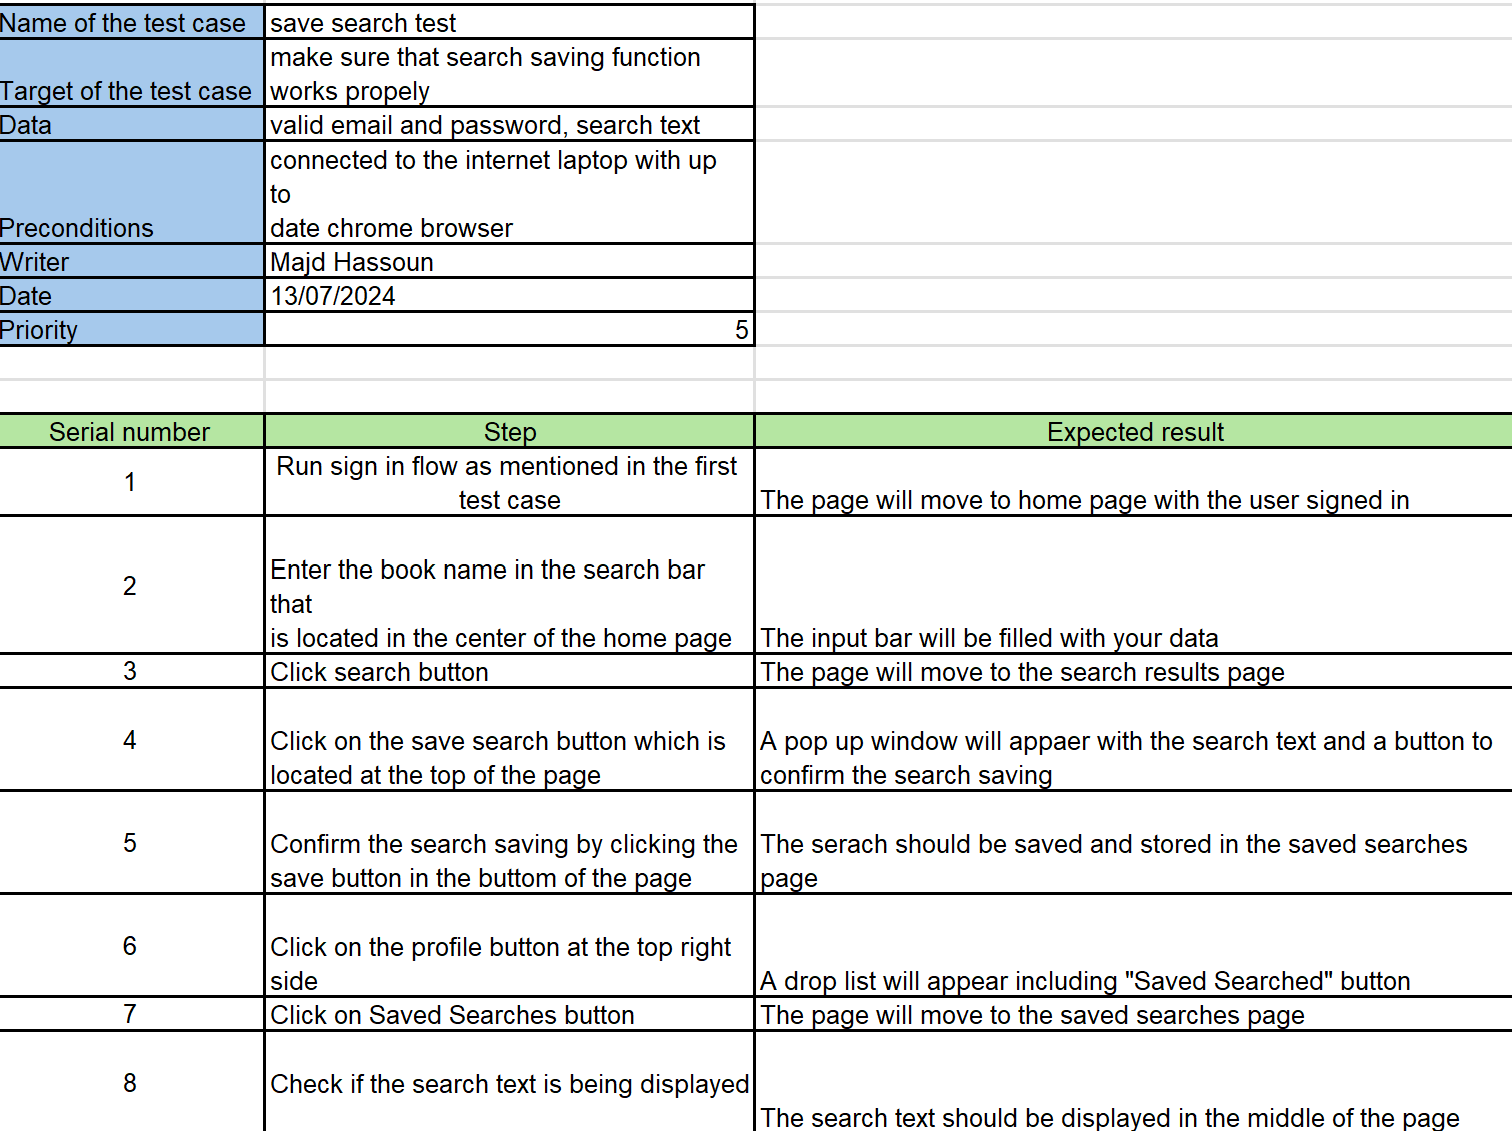 Name of the test case save search test
make sure that search saving function
Target of the test case works propely
Data valid email and password, search text
connected to the internet laptop with up
to
Preconditions date chrome browser
Writer Majd Hassoun
Date 13/07/2024
Priority 5
Serial number Step Expected result
1 Run sign in flow as mentioned in the first
test case The page will move to home page with the user signed in
2 Enter the book name in the search bar
that
is located in the center of the home page The input bar will be filled with your data
3 Click search button The page will move to the search results page
4 Click on the save search button which is
located at the top of the page
A pop up window will appaer with the search text and a button to
confirm the search saving
5 Confirm the search saving by clicking the
save button in the buttom of the page
The serach should be saved and stored in the saved searches
page
6 Click on the profile button at the top right
side A drop list will appear including "Saved Searched" button
7 Click on Saved Searches button The page will move to the saved searches page
8 Check if the search text is being displayed
The search text should be displayed in the middle of the page